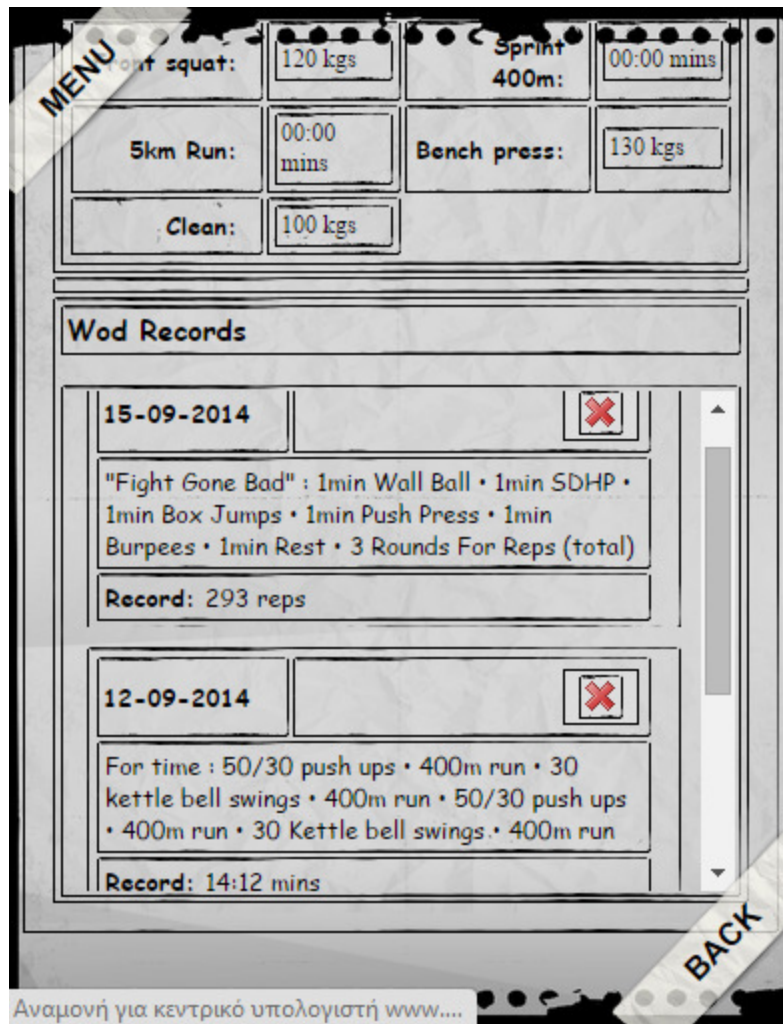 MENU
squat:
120 kgs
Sprint
400m:
00:00 mins
5km Run:
00:00
mins
Bench press:
130 kgs
Clean:
100 kgs
Wod Records
15-09-2014
"Fight Gone Bad" : 1min Wall Ball • 1min SDHP •
1min Box Jumps • 1min Push Press • 1min
Burpees • 1min Rest • 3 Rounds For Reps (total)
Record: 293 reps
12-09-2014
For time : 50/30 push ups • 400m run • 30
kettle bell swings • 400m run • 50/30 push ups
• 400m run • 30 Kettle bell swings • 400m run
Record: 14:12 mins
BACK
Αναμονή για κεντρικό υπολογιστή www....